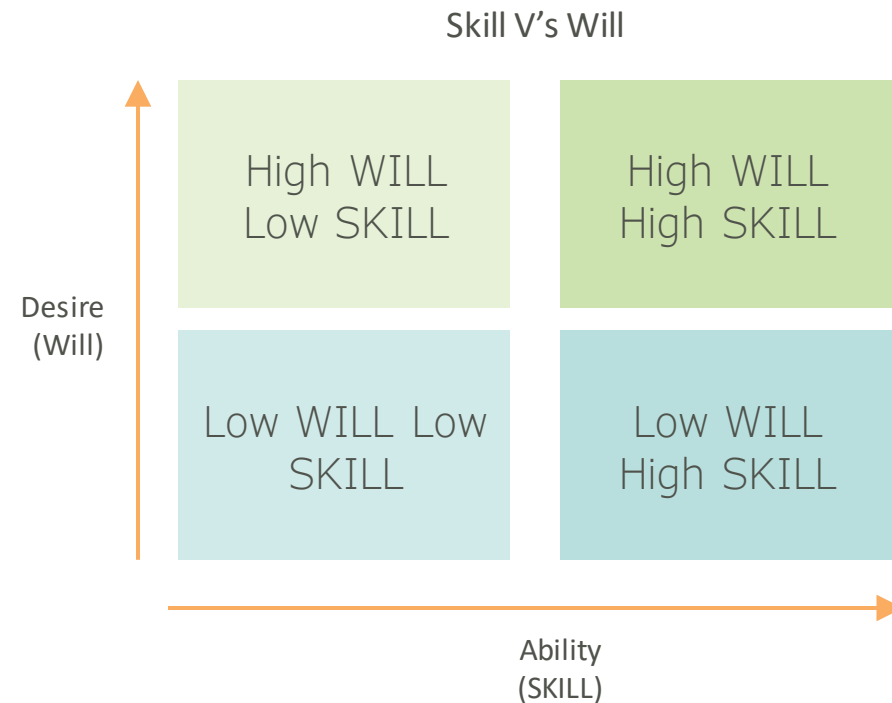 Skill V’s Will
High WILL
Low SKILL
High WILL
High SKILL
Desire
(Will)
Low WILL Low
SKILL
Low WILL
High SKILL
Ability
(SKILL)